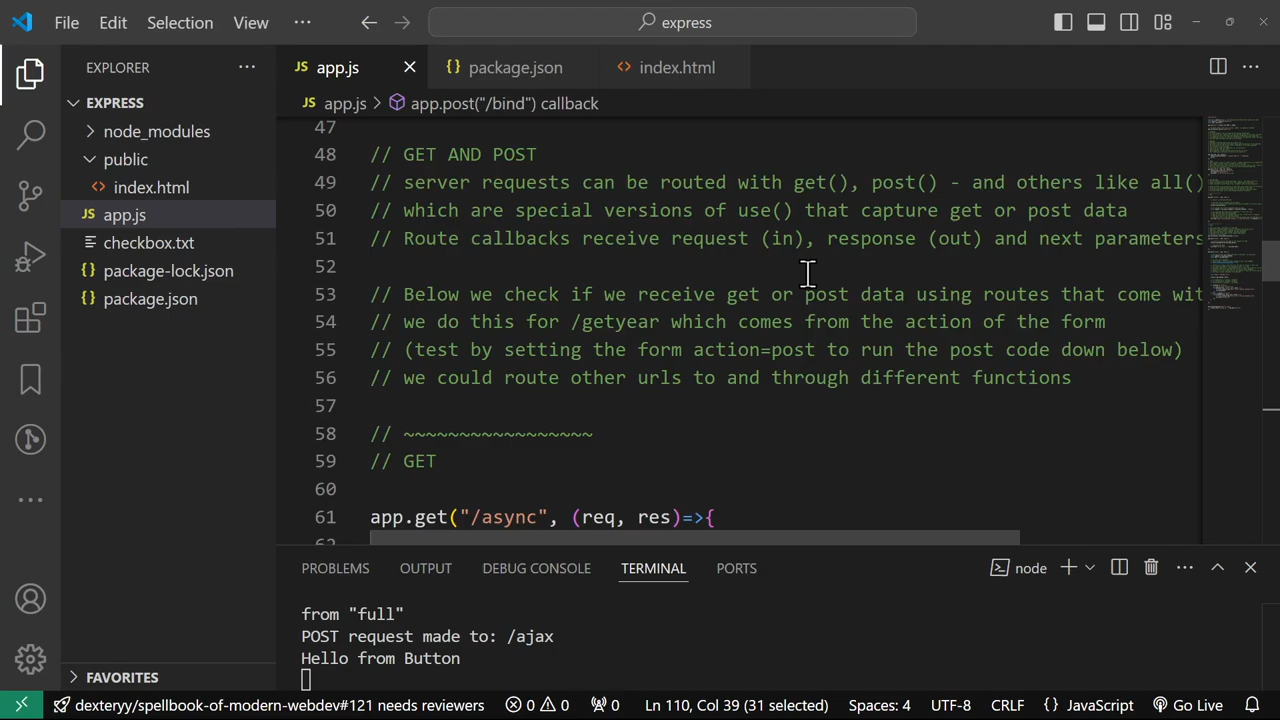 File Edit Selection View ··· express
EXPLORER ···
EXPRESS
node_modules
public
index.html
JS app.js
checkbox.txt
{} package-lock.json
{} package.json
FAVORITES
JS app.js
{} package.json
<> index.html
JS app.js > app.post("/bind") callback
47
48 // GET AND POST
49 // server requests can be routed with get(), post() - and others like all()
50 // which are special versions of use() that capture get or post data
51 // Route callbacks receive request (in), response (out) and next parameters
52
53 // Below we check if we receive get or post data using routes that come wit
54 // we do this for /getyear which comes from the action of the form
55 // (test by setting the form action=post to run the post code down below)
56 // we could route other urls to and through different functions
57
58 // ~~~~~~~~~~~~~~~~~
59 // GET
60
61 app.get("/async", (req, res)=>{
PROBLEMS OUTPUT DEBUG CONSOLE TERMINAL PORTS node
from "full"
POST request made to: /ajax
Hello from Button
dexteryy/spellbook-of-modern-webdev#121 needs reviewers 0 0 0 Ln 110, Col 39 (31 selected) Spaces: 4 UTF-8 CRLF {} JavaScript Go Live